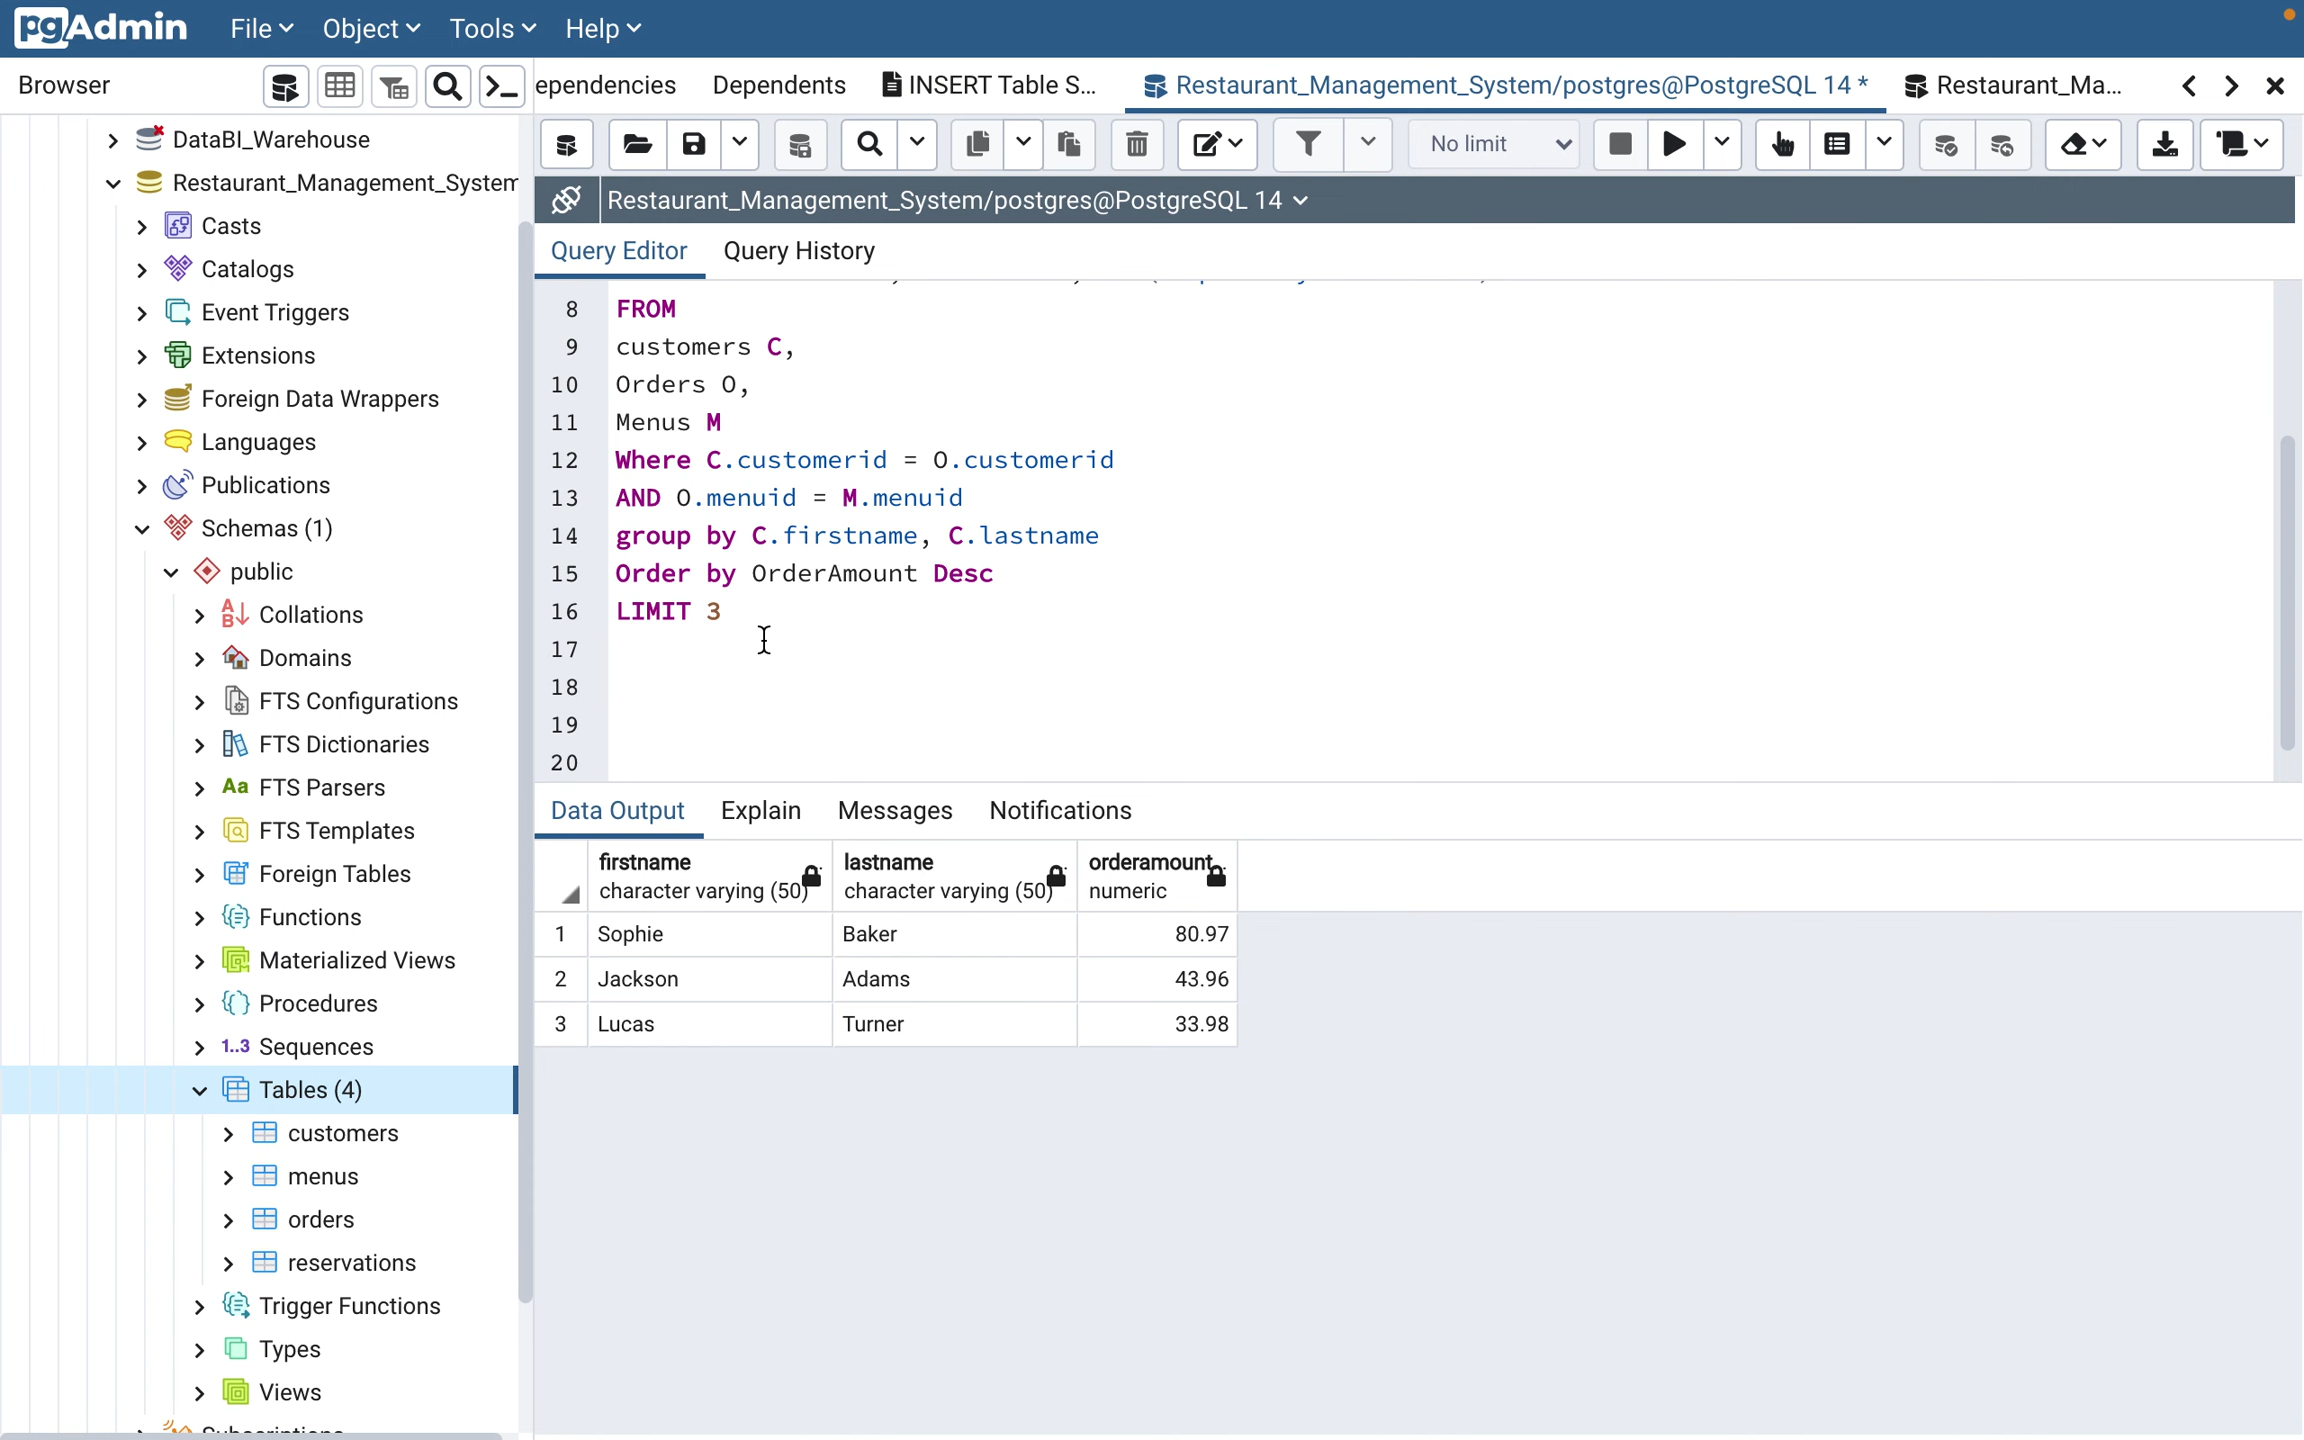 pgAdmin File Object Tools Help
Browser
ependencies Dependents INSERT Table S... Restaurant_Management_System/postgres@PostgreSQL 14 * Restaurant_Ma...
No limit
Restaurant_Management_System/postgres@PostgreSQL 14
Query Editor Query History
DataBI_Warehouse
Restaurant_Management_System
Casts
Catalogs
Event Triggers
Extensions
Foreign Data Wrappers
Languages
Publications
Schemas (1)
public
Collations
Domains
FTS Configurations
FTS Dictionaries
Aa FTS Parsers
FTS Templates
Foreign Tables
Functions
Materialized Views
Procedures
1..3 Sequences
Tables (4)
customers
menus
orders
reservations
Trigger Functions
Types
Views
8 FROM
9 customers C,
10 Orders O,
11 Menus M
12 Where C.customerid = O.customerid
13 AND O.menuid = M.menuid
14 group by C.firstname, C.lastname
15 Order by OrderAmount Desc
16 LIMIT 3
17
18
19
20
Data Output Explain Messages Notifications
firstname lastname orderamount
character varying (50) character varying (50) numeric
1 Sophie Baker 80.97
2 Jackson Adams 43.96
3 Lucas Turner 33.98